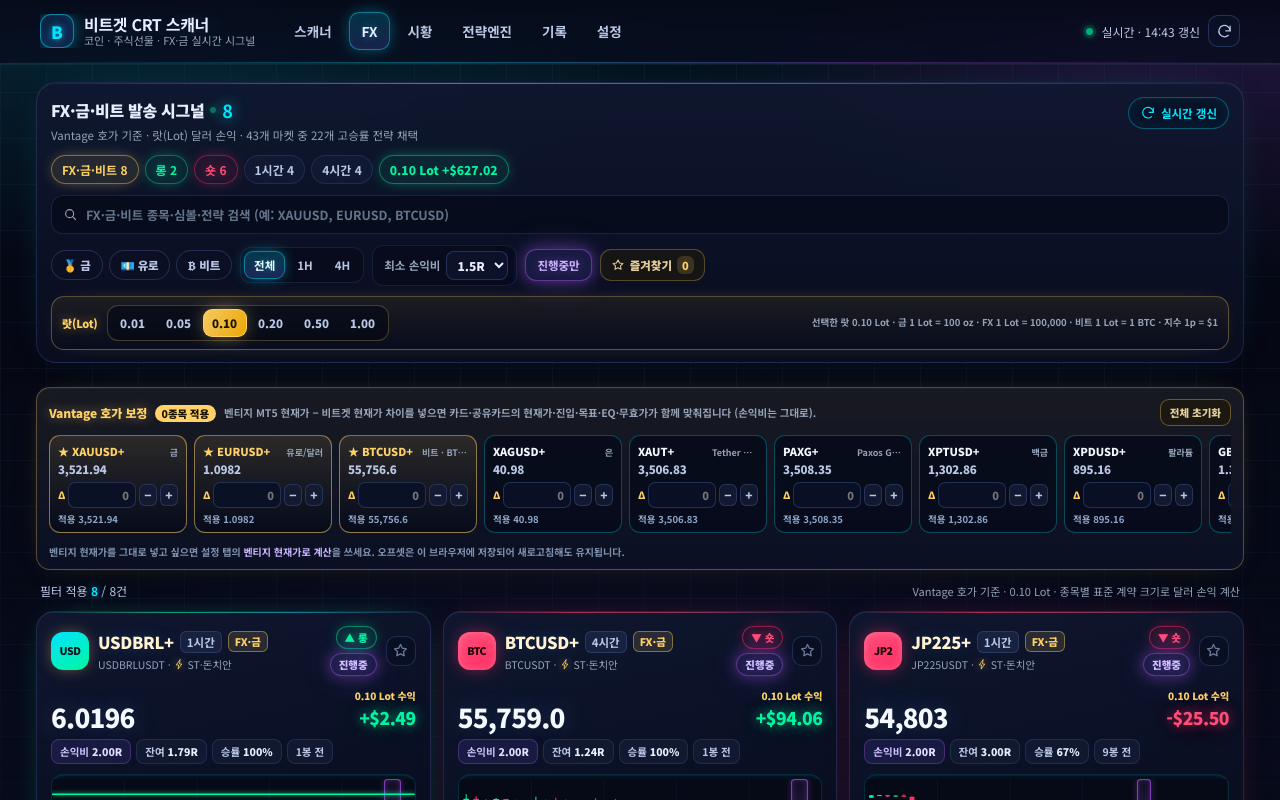 B 비트겟 CRT 스캐너
코인 · 주식선물 · FX·금 실시간 시그널
스캐너 FX 시황 전략엔진 기록 설정
실시간 · 14:43 갱신
FX·금·비트 발송 시그널 8
실시간 갱신
Vantage 호가 기준 · 랏(Lot) 달러 손익 · 43개 마켓 중 22개 고승률 전략 채택
FX·금·비트 8 롱 2 숏 6 1시간 4 4시간 4 0.10 Lot +$627.02
FX·금·비트 종목·심볼·전략 검색 (예: XAUUSD, EURUSD, BTCUSD)
🥇 금 💶 유로 ₿ 비트 전체 1H 4H 최소 손익비 1.5R 진행중만 즐겨찾기 0
랏(Lot) 0.01 0.05 0.10 0.20 0.50 1.00 선택한 랏 0.10 Lot · 금 1 Lot = 100 oz · FX 1 Lot = 100,000 · 비트 1 Lot = 1 BTC · 지수 1p = $1
Vantage 호가 보정 0종목 적용 벤티지 MT5 현재가 − 비트겟 현재가 차이를 넣으면 카드·공유카드의 현재가·진입·목표·EQ·무효가가 함께 맞춰집니다 (손익비는 그대로). 전체 초기화
★ XAUUSD+ 금 ★ EURUSD+ 유로/달러 ★ BTCUSD+ 비트 · BT… XAGUSD+ 은 XAUT+ Tether … PAXG+ Paxos G… XPTUSD+ 백금 XPDUSD+ 팔라듐
3,521.94 1.0982 55,756.6 40.98 3,506.83 3,508.35 1,302.86 895.16
Δ 0 − + Δ 0 − + Δ 0 − + Δ 0 − + Δ 0 − + Δ 0 − + Δ 0 − + Δ 0 − + Δ
적용 3,521.94 적용 1.0982 적용 55,756.6 적용 40.98 적용 3,506.83 적용 3,508.35 적용 1,302.86 적용 895.16
벤티지 현재가를 그대로 넣고 싶으면 설정 탭의 벤티지 현재가로 계산을 쓰세요. 오프셋은 이 브라우저에 저장되어 새로고침해도 유지됩니다.
필터 적용 8 / 8건
Vantage 호가 기준 · 0.10 Lot · 종목별 표준 계약 크기로 달러 손익 계산
USD USDBRL+ 1시간 FX·금 ▲ 롱
USDBRLUSDT · ⚡ ST·돈치안 진행중
0.10 Lot 수익
6.0196 +$2.49
손익비 2.00R 잔여 1.79R 승률 100% 1봉 전
BTC BTCUSD+ 4시간 FX·금 ▼ 숏
BTCUSDT · ⚡ ST·돈치안 진행중
0.10 Lot 수익
55,759.0 +$94.06
손익비 2.00R 잔여 1.24R 승률 100% 1봉 전
JP2 JP225+ 1시간 FX·금 ▼ 숏
JP225USDT · ⚡ ST·돈치안 진행중
0.10 Lot 수익
54,803 -$25.50
손익비 2.00R 잔여 3.00R 승률 67% 9봉 전